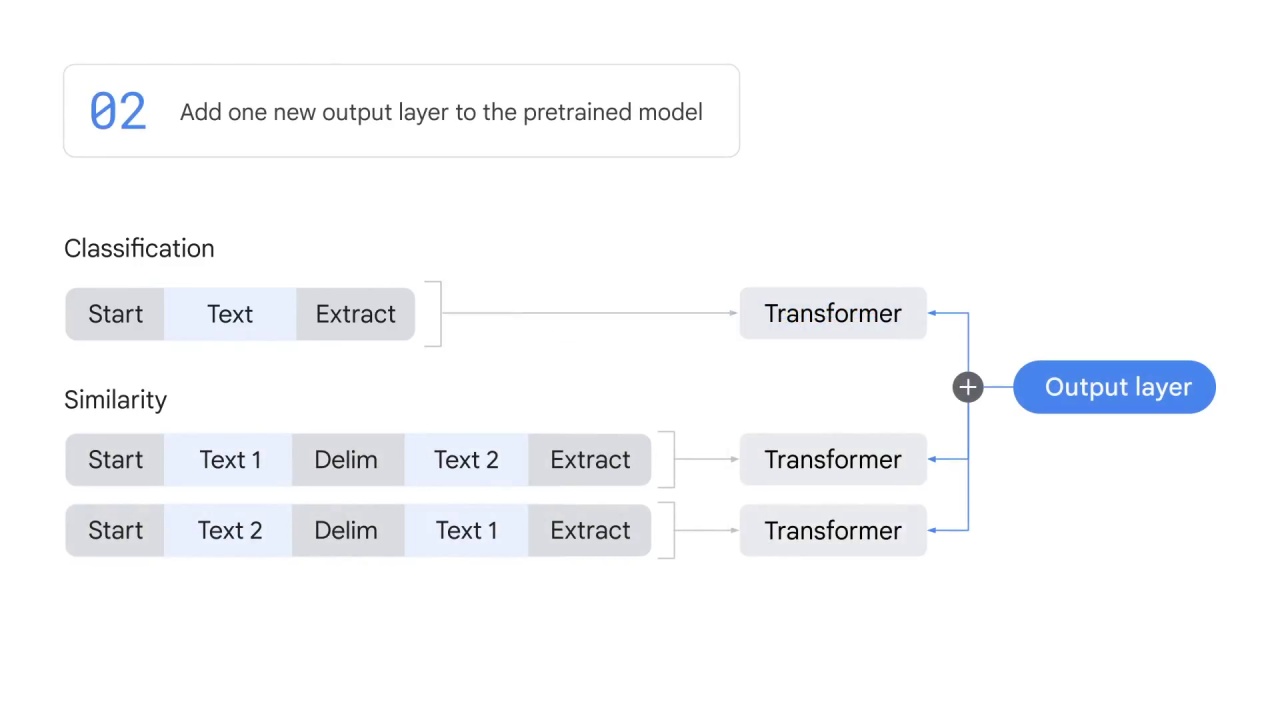 02 Add one new output layer to the pretrained model
Classification
Start Text Extract Transformer
Output layer
Similarity
Start Text 1 Delim Text 2 Extract Transformer
Start Text 2 Delim Text 1 Extract Transformer